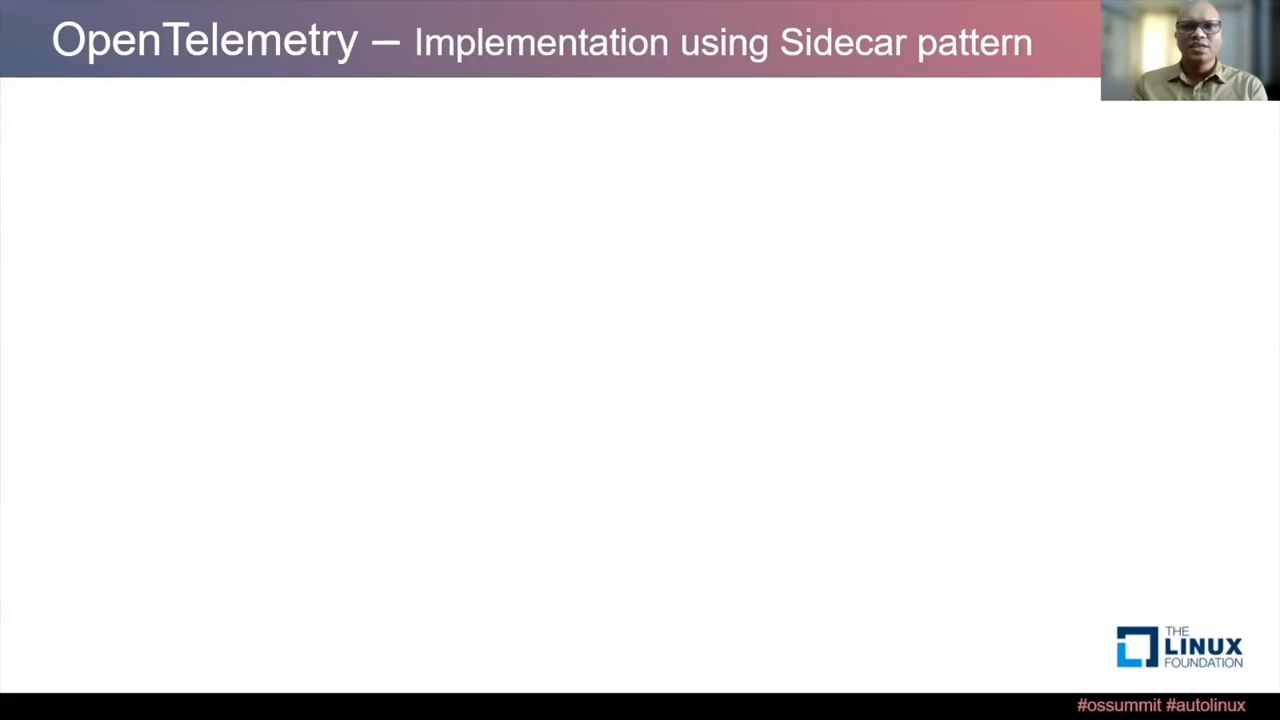 OpenTelemetry – Implementation using Sidecar pattern
THE
LINUX
FOUNDATION
#ossummit #autolinux